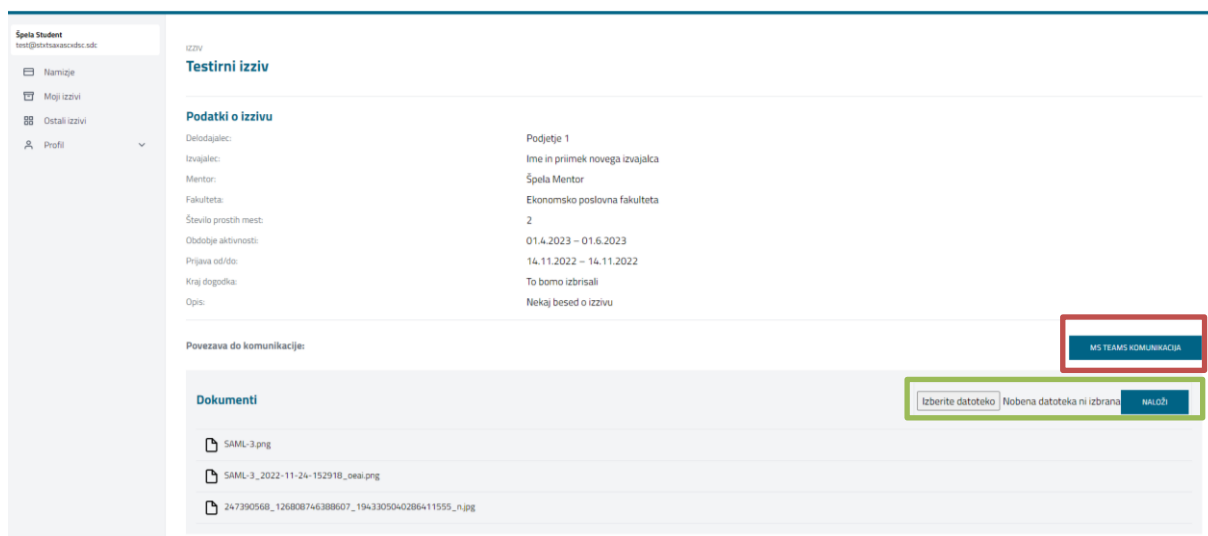 Špela Student
test@stvtsaxascxdsc.sdc
Namizje
Moji izzivi
Ostali izzivi
Profil
IZZIV
Testirni izziv
Podatki o izzivu
Delodajalec: Podjetje 1
Izvajalec: Ime in priimek novega izvajalca
Mentor: Špela Mentor
Fakulteta: Ekonomsko poslovna fakulteta
Število prostih mest: 2
Obdobje aktivnosti: 01.4.2023 – 01.6.2023
Prijava od/do: 14.11.2022 – 14.11.2022
Kraj dogodka: To bomo izbrisali
Opis: Nekaj besed o izzivu
Povezava do komunikacije: MS TEAMS KOMUNIKACIJA
Dokumenti Izberite datoteko Nobena datoteka ni izbrana NALOŽI
SAML-3.png
SAML-3_2022-11-24-152918_oeai.png
247390568_126808746388607_1943305040286411555_n.jpg